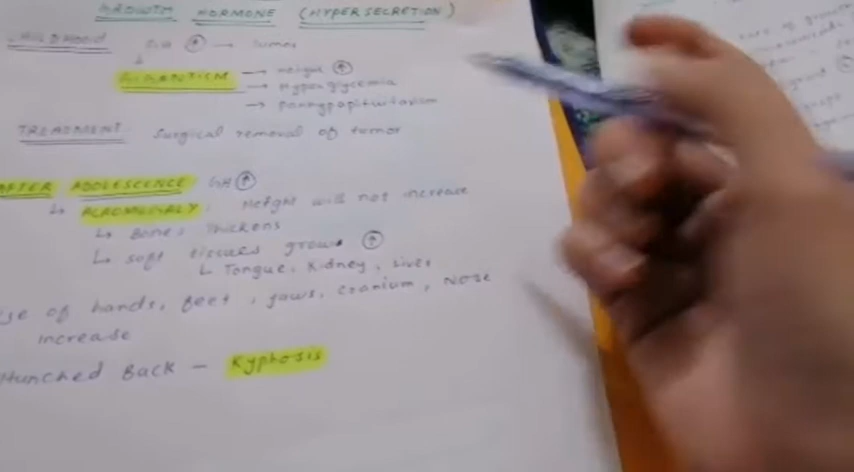 GROWTH HORMONE (HYPERSECRETION)
CHILDHOOD GH ↑ → Tumor
GIGANTISM → Height ↑
→ Hyperglycemia
→ Panhypopituitarism
TREATMENT Surgical removal of tumor
AFTER ADOLESCENCE GH ↑
↳ ACROMEGALY : Height will not increase
↳ Bones thickens
↳ soft tissues grow ↑
↳ Tongue, Kidney, Liver
of hands, feet, jaws, cranium, Nose
increase
Hunched Back — Kyphosis